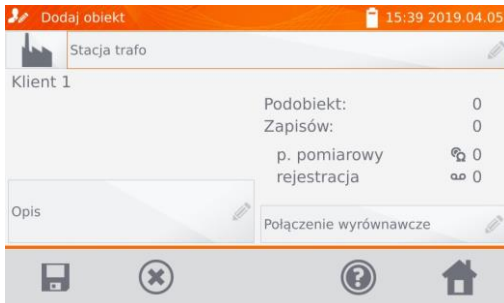 Dodaj obiekt 15:39 2019.04.05
Stacja trafo
Klient 1
Podobiekt: 0
Zapisów: 0
p. pomiarowy 0
rejestracja 0
Opis
Połączenie wyrównawcze